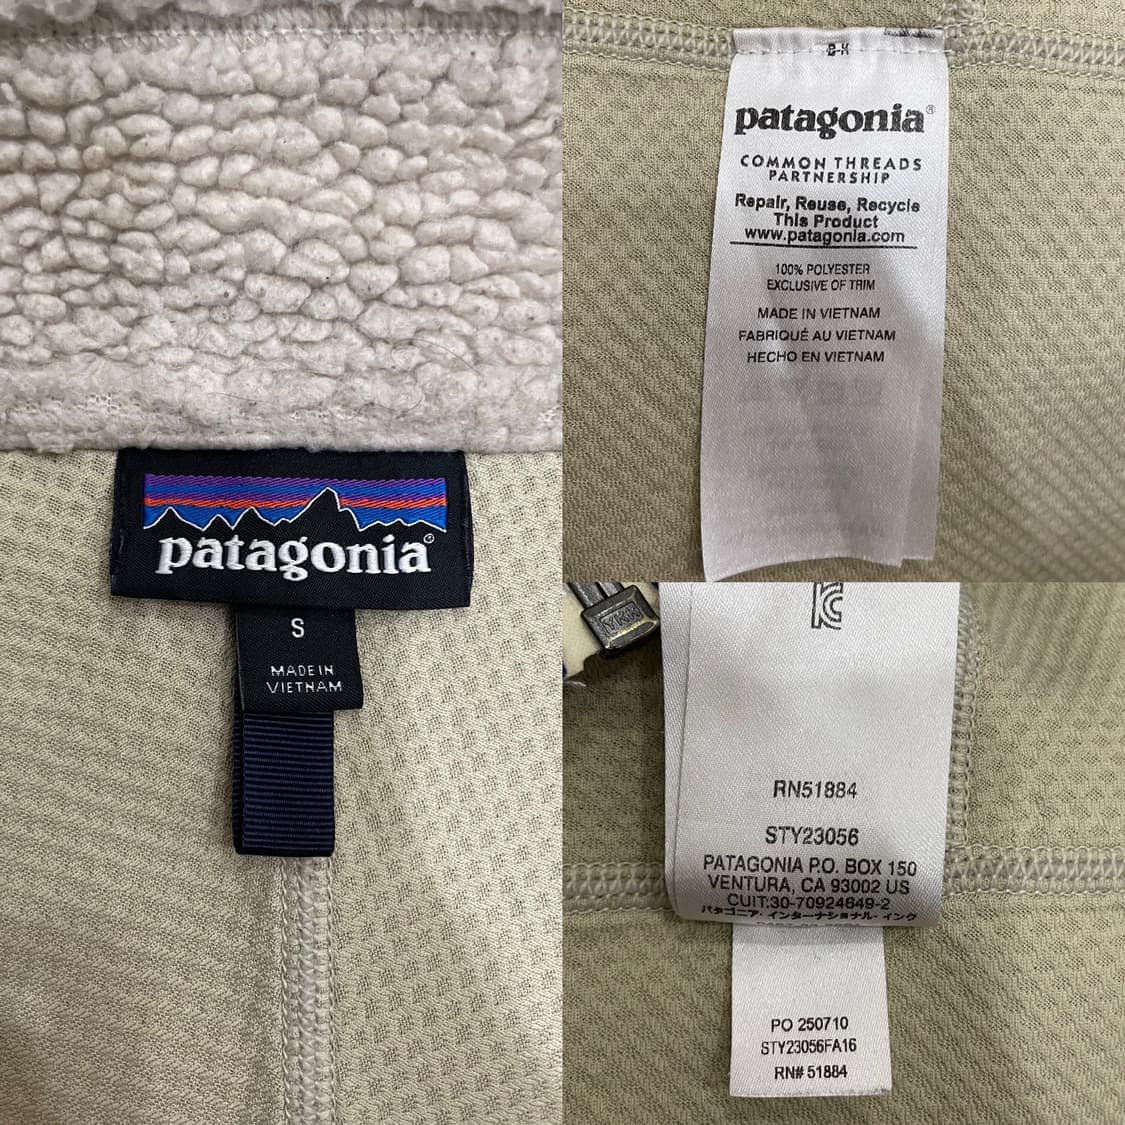 patagonia®
S
MADE IN
VIETNAM
patagonia®
COMMON THREADS
PARTNERSHIP
Repair, Reuse, Recycle
This Product
www.patagonia.com
100% POLYESTER
EXCLUSIVE OF TRIM
MADE IN VIETNAM
FABRIQUÉ AU VIETNAM
HECHO EN VIETNAM
YKK
RN51884
STY23056
PATAGONIA P.O. BOX 150
VENTURA, CA 93002 US
CUIT:30-70924649-2
パタゴニア・インターナショナル・インク
PO 250710
STY23056FA16
RN# 51884